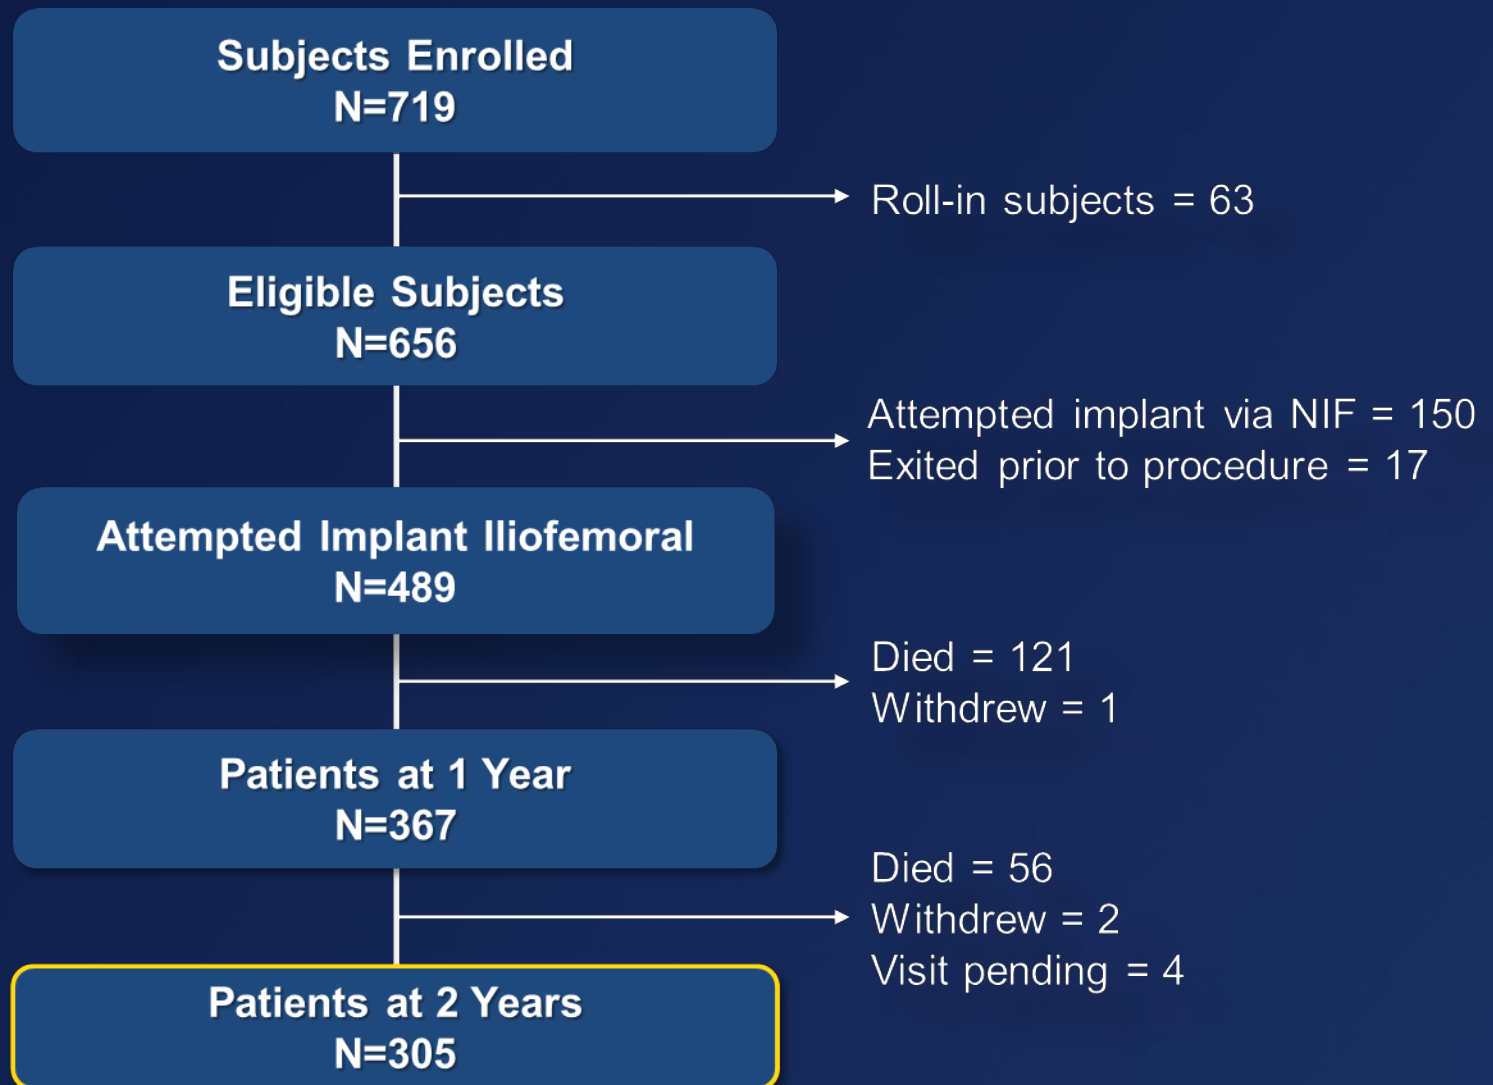 Subjects Enrolled
N=719
Roll-in subjects = 63
Eligible Subjects
N=656
Attempted implant via NIF = 150
Exited prior to procedure = 17
Attempted Implant Iliofemoral
N=489
Died = 121
Withdrew = 1
Patients at 1 Year
N=367
Died = 56
Withdrew = 2
Visit pending = 4
Patients at 2 Years
N=305